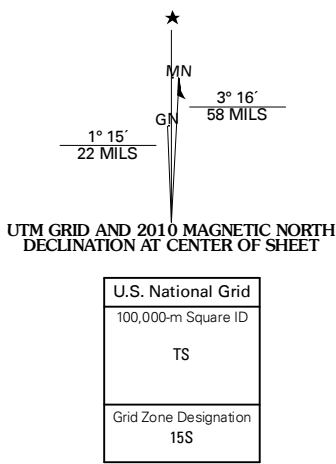 MN
3° 16´
58 MILS
GN
1° 15´
22 MILS
UTM GRID AND 2010 MAGNETIC NORTH
DECLINATION AT CENTER OF SHEET
U.S. National Grid
100,000-m Square ID
TS
Grid Zone Designation
15S